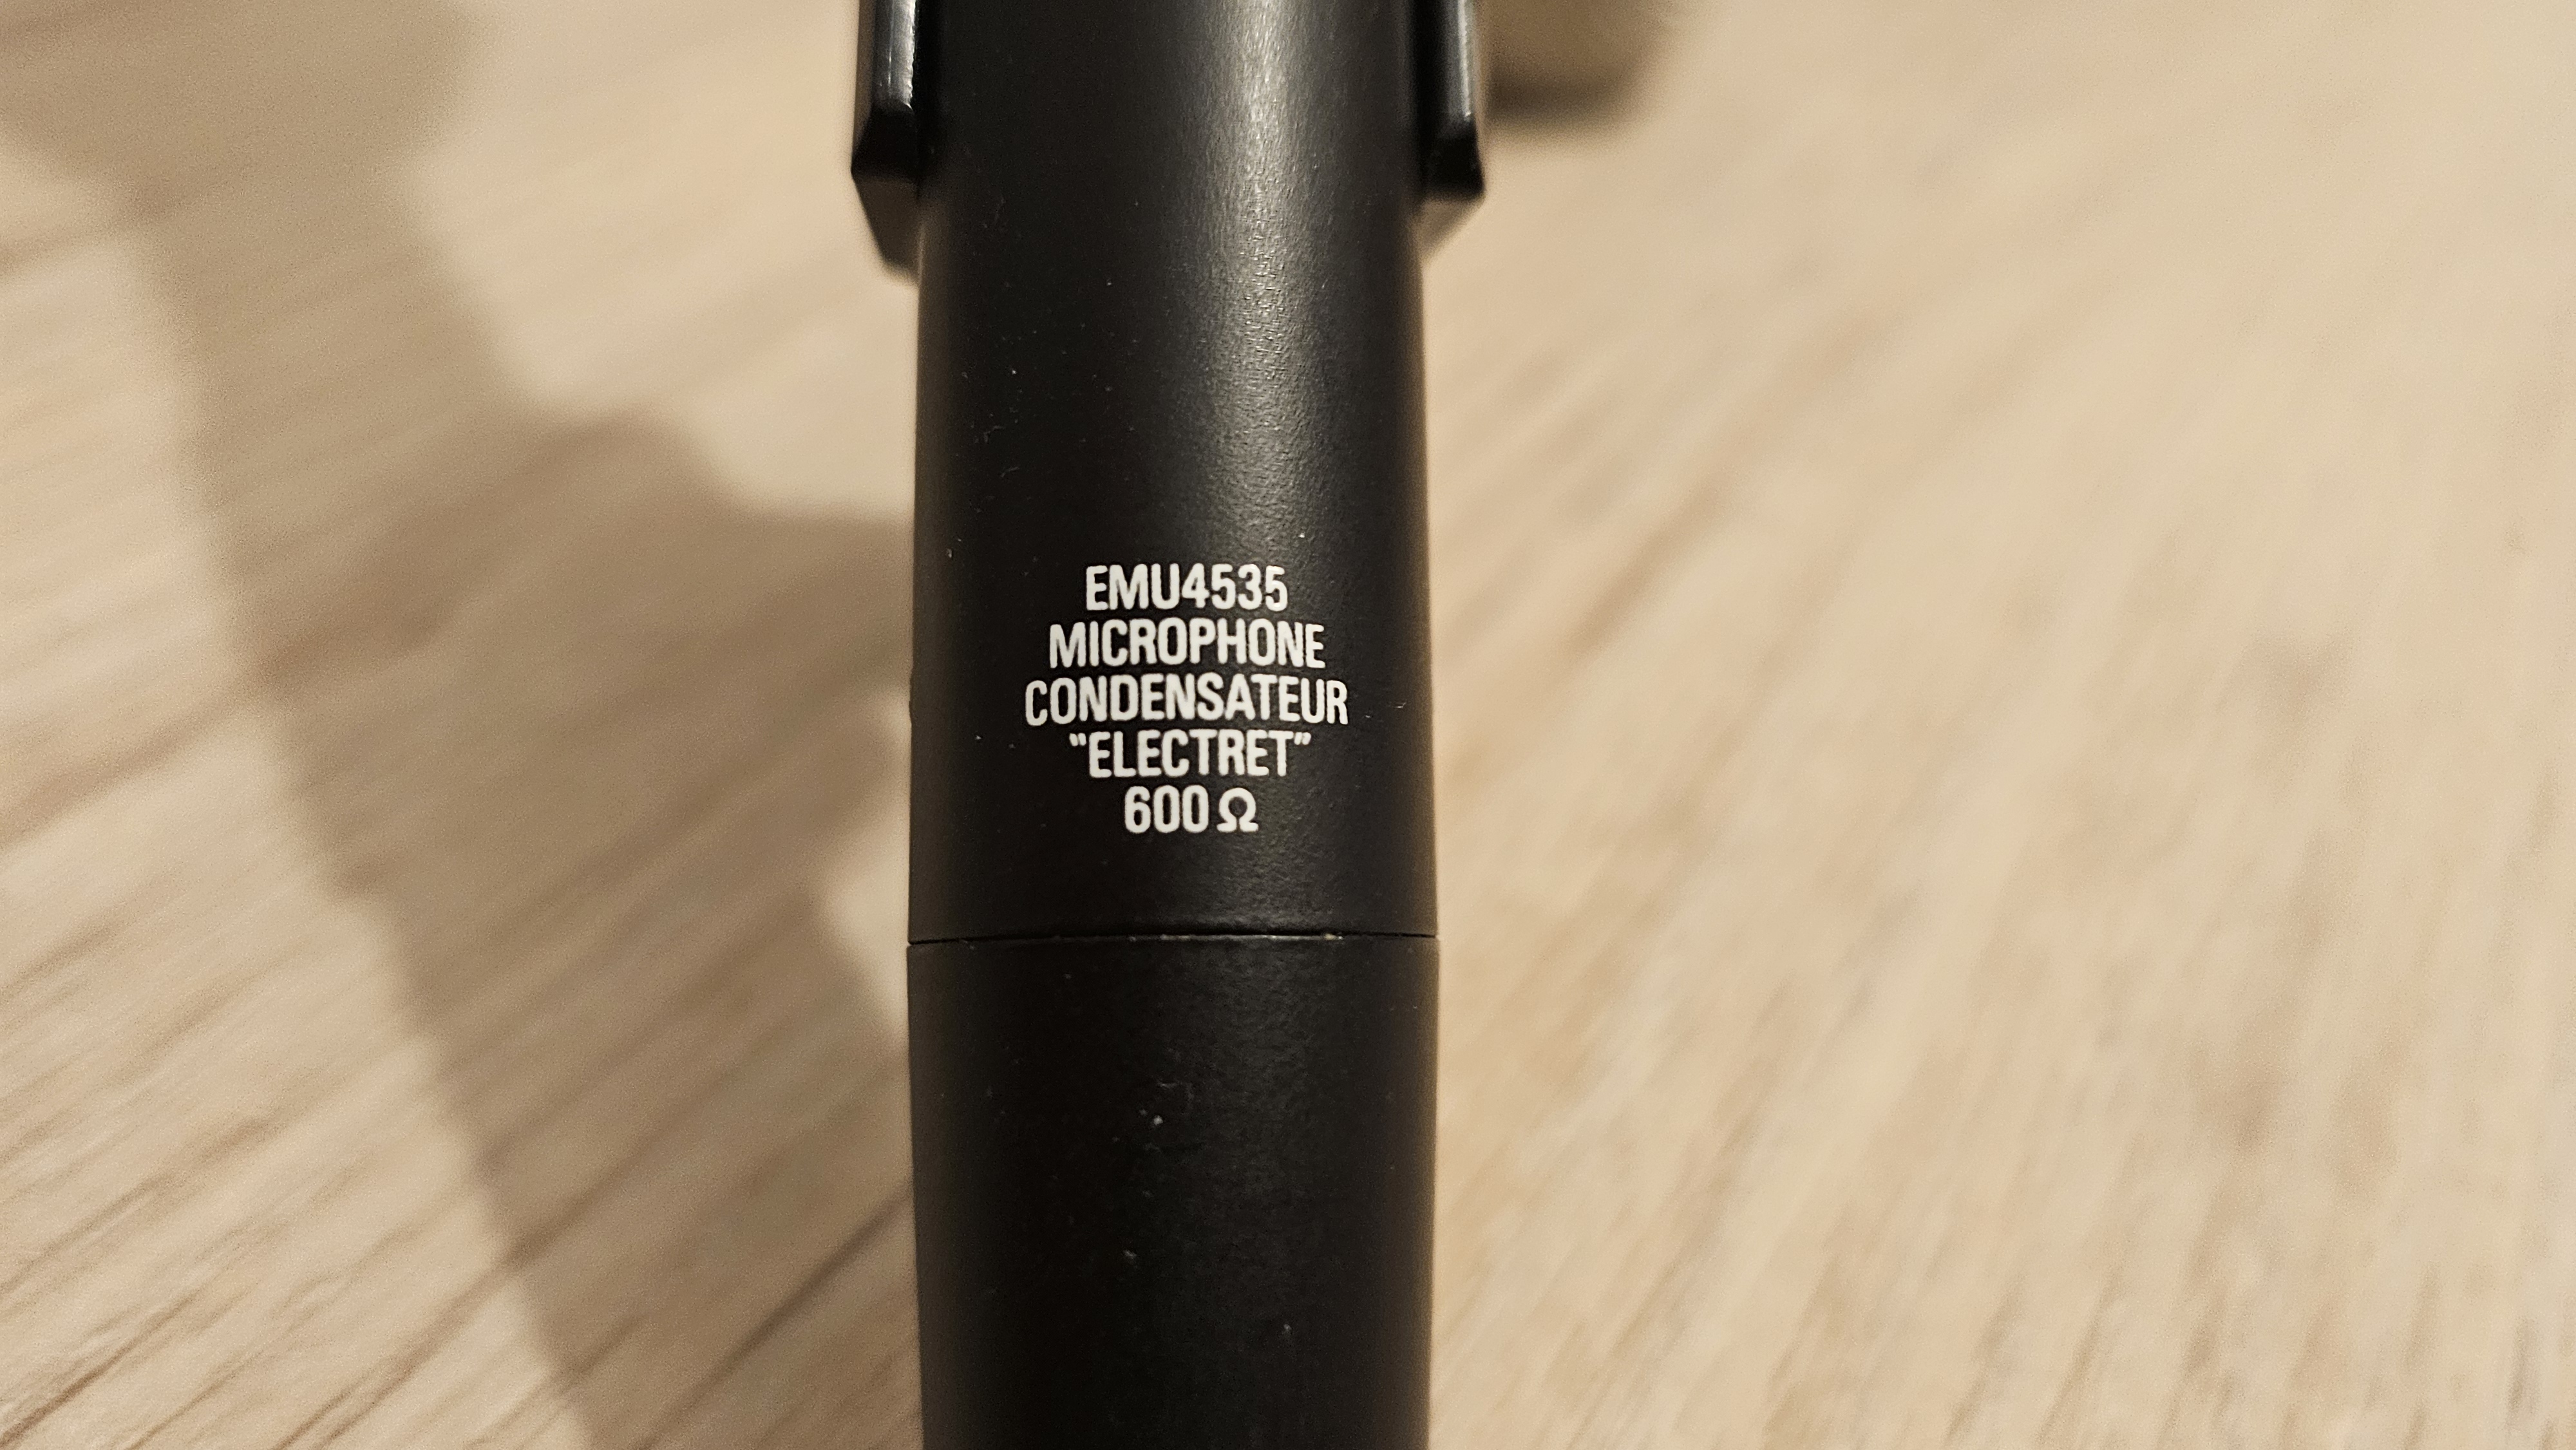 EMU4535
MICROPHONE
CONDENSATEUR
"ELECTRET"
600 Ω